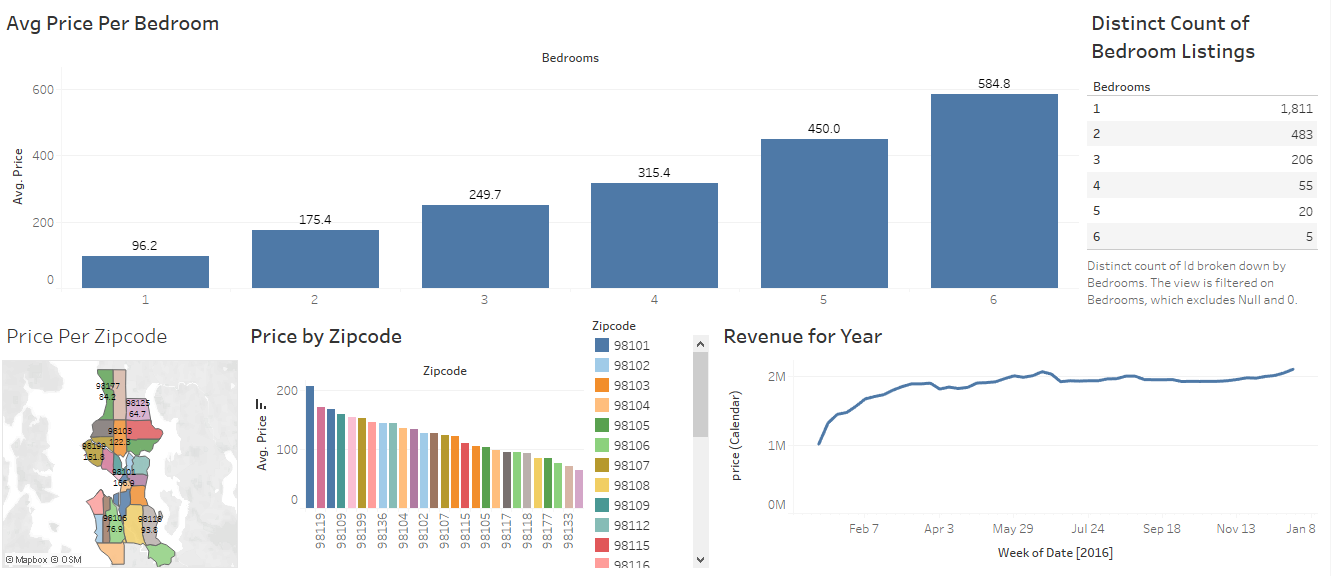 Avg Price Per Bedroom
Bedrooms
Avg. Price
600
400
200
0
96.2
175.4
249.7
315.4
450.0
584.8
1
2
3
4
5
6
Distinct Count of
Bedroom Listings
Bedrooms
1 1,811
2 483
3 206
4 55
5 20
6 5
Distinct count of Id broken down by
Bedrooms. The view is filtered on
Bedrooms, which excludes Null and 0.
Price Per Zipcode
98177
84.2
98125
64.7
98103
122.3
98199
151.8
98101
98106
76.9
98118
93.8
© Mapbox © OSM
Price by Zipcode
Zipcode
Avg. Price
200
100
0
98119
98109
98199
98136
98104
98102
98107
98115
98105
98117
98118
98177
98133
Zipcode
98101
98102
98103
98104
98105
98106
98107
98108
98109
98112
98115
98116
Revenue for Year
price (Calendar)
2M
1M
0M
Feb 7
Apr 3
May 29
Jul 24
Sep 18
Nov 13
Jan 8
Week of Date [2016]